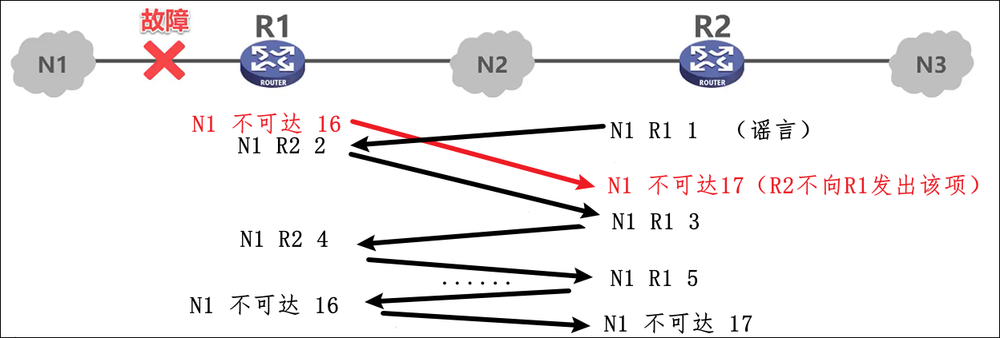 故障
R1
R2
N1
N2
N3
ROUTER
ROUTER
N1 不可达 16
N1 R1 1 （谣言）
N1 R2 2
N1 不可达17（R2不向R1发出该项）
N1 R1 3
N1 R2 4
N1 R1 5
······
N1 不可达 16
N1 不可达 17